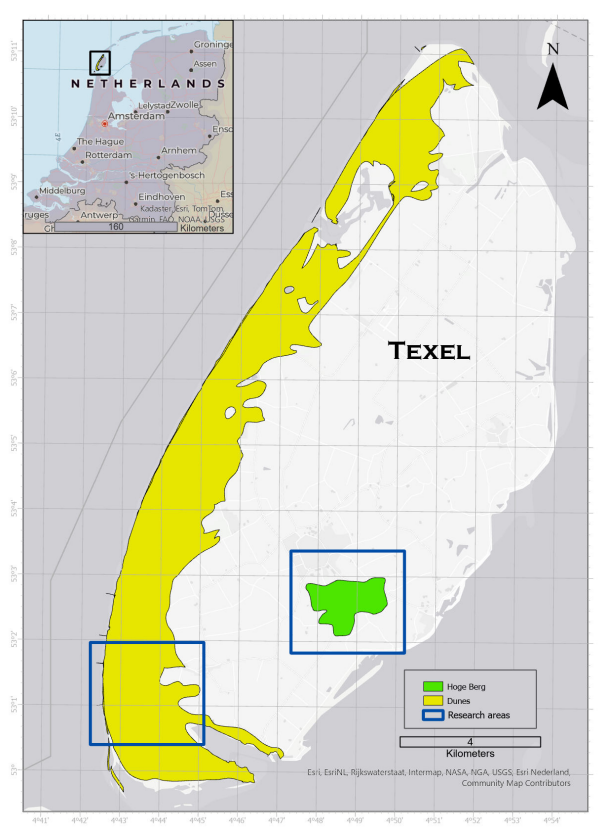 53°11'
53°10'
53°9'
53°8'
53°7'
53°6'
53°5'
53°4'
53°3'
53°2'
53°1'
53°
Groninge
Assen
NETHERLANDS
Lelystad Zwolle
Amsterdam
Ensc
The Hague
Rotterdam
Arnhem
's-Hertogenbosch
Middelburg
Eindhoven
Ess
Kadaster, Esri, TomTom,
Garmin, FAO, NOAA, USGS
ruges
Antwerp
Düsse
Gh
160
Kilometers
N
TEXEL
Hoge Berg
Dunes
Research areas
4
Kilometers
Esri, EsriNL, Rijkswaterstaat, Intermap, NASA, NGA, USGS, Esri Nederland,
Community Map Contributors
4°41' 4°42' 4°43' 4°44' 4°45' 4°46' 4°47' 4°48' 4°49' 4°50' 4°51' 4°52' 4°53' 4°54'